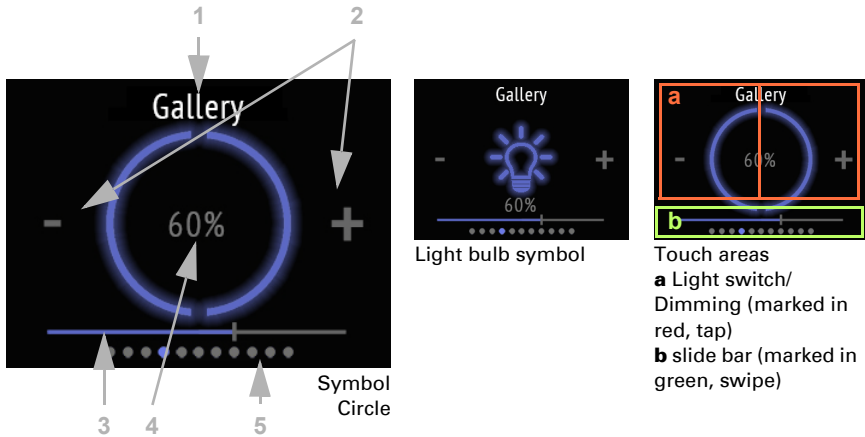 1
2
Gallery
-
60%
+
3
4
5
Symbol
Circle
Gallery
-
+
60%
Light bulb symbol
a
Gallery
-
60%
+
b
Touch areas
a Light switch/
Dimming (marked in
red, tap)
b slide bar (marked in
green, swipe)